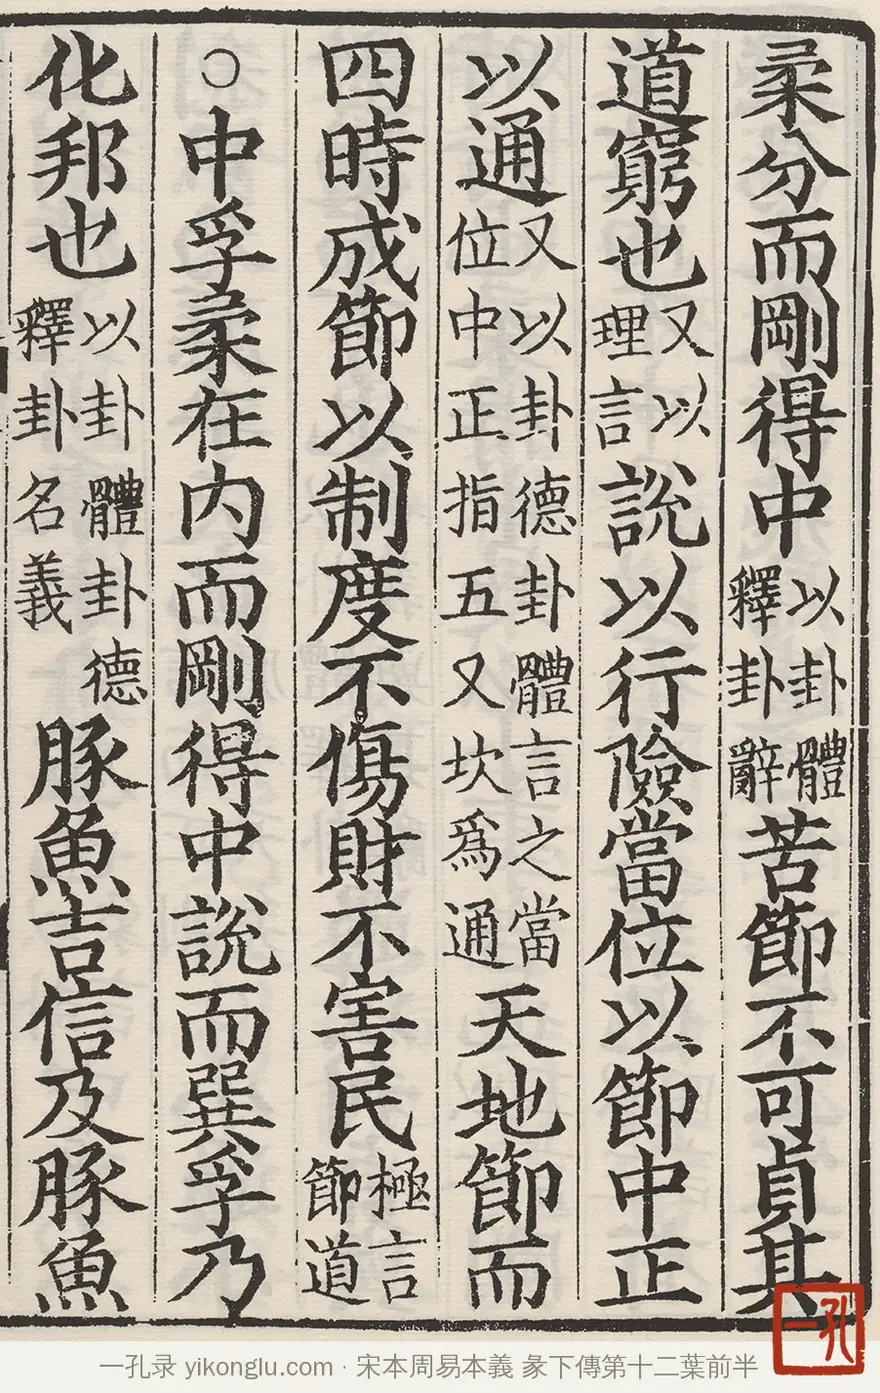 柔分而剛得中以卦體釋卦辭苦節不可貞其
道窮也又以理言說以行險當位以節中正
以通又以卦德卦體言之當位中正指五又坎爲通天地節而
四時成節以制度不傷財不害民極言節道
○中孚柔在内而剛得中說而巽孚乃
化邦也以卦體卦德釋卦名義豚魚吉信及豚魚
一孔
一孔录 yikonglu.com · 宋本周易本義 彖下傳第十二葉前半